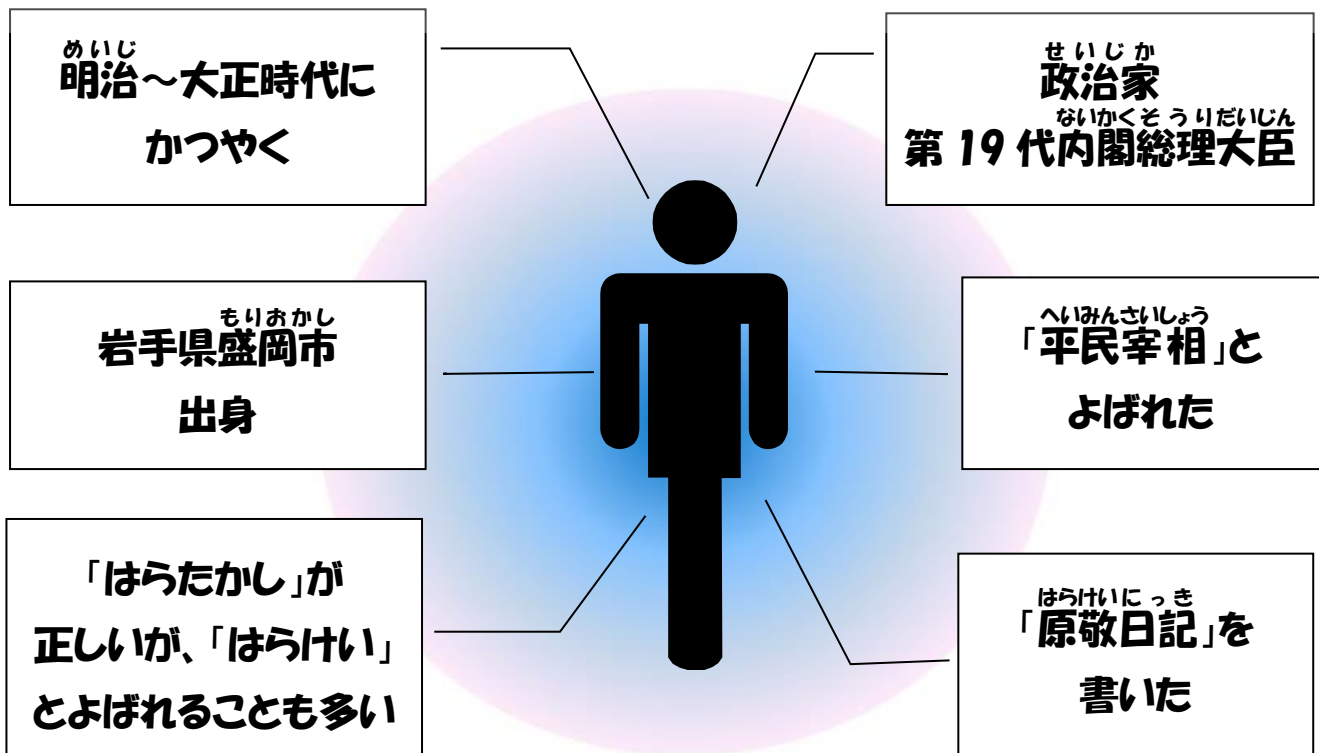 めいじ
明治～大正時代に
かつやく
せいじか
政治家
ないかくそうりだいじん
第19代内閣総理大臣
もりおかし
岩手県盛岡市
出身
へいみんさいしょう
「平民宰相」と
よばれた
「はらたかし」が
正しいが、「はらけい」
とよばれることも多い
はらけいにっき
「原敬日記」を
書いた